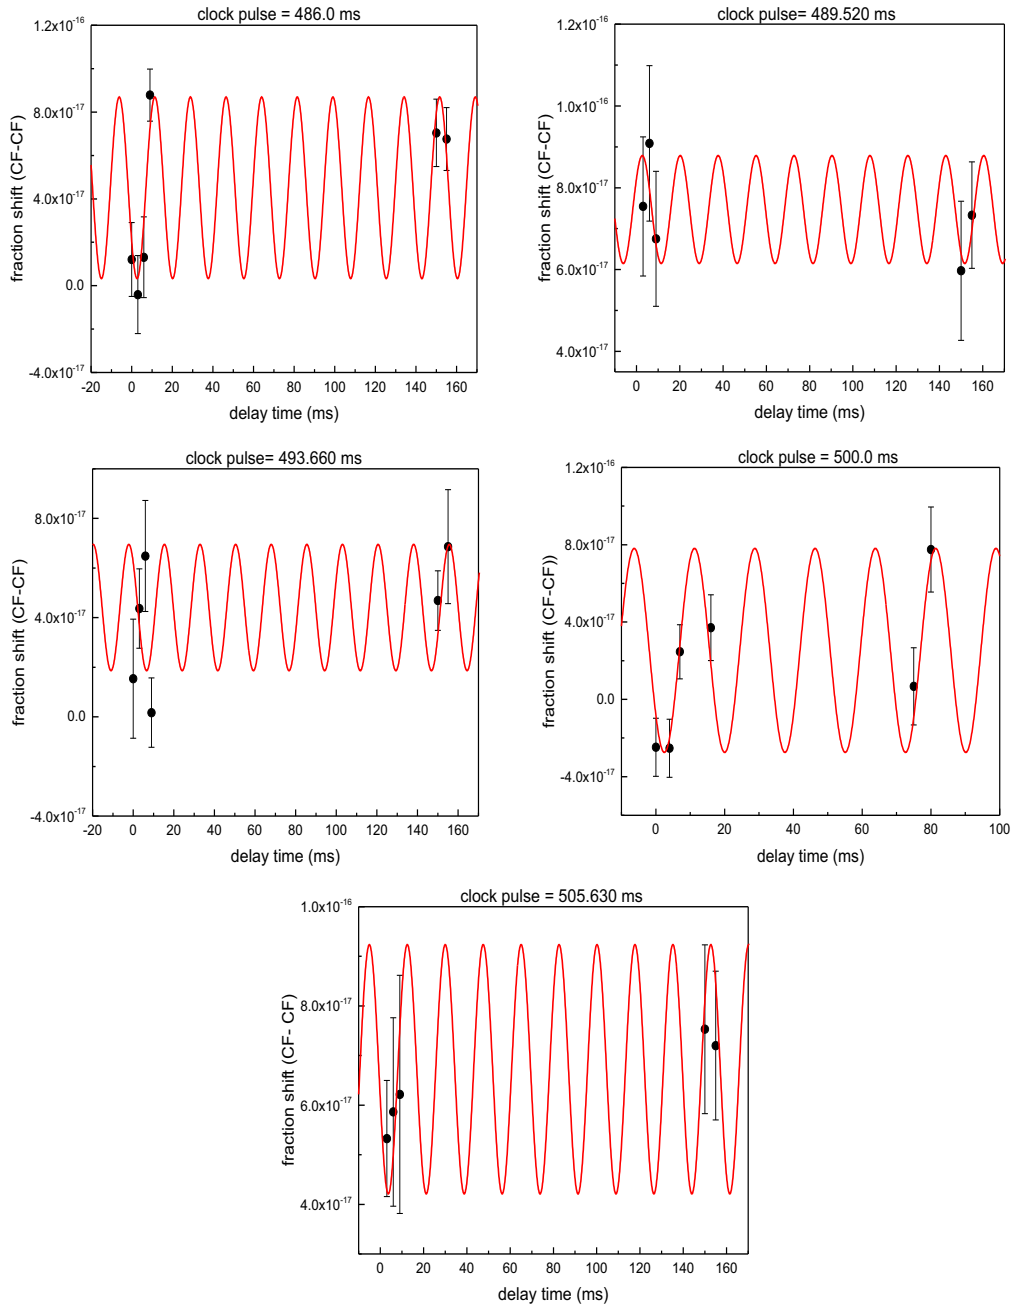 clock pulse = 486.0 ms
1.2x10⁻¹⁶
8.0x10⁻¹⁷
4.0x10⁻¹⁷
0.0
-4.0x10⁻¹⁷
fraction shift (CF-CF)
-20 0 20 40 60 80 100 120 140 160
delay time (ms)
clock pulse= 489.520 ms
1.2x10⁻¹⁶
1.0x10⁻¹⁶
8.0x10⁻¹⁷
6.0x10⁻¹⁷
4.0x10⁻¹⁷
fraction shift (CF-CF)
0 20 40 60 80 100 120 140 160
delay time (ms)
clock pulse= 493.660 ms
8.0x10⁻¹⁷
4.0x10⁻¹⁷
0.0
-4.0x10⁻¹⁷
fraction shift (CF-CF)
-20 0 20 40 60 80 100 120 140 160
delay time (ms)
clock pulse = 500.0 ms
1.2x10⁻¹⁶
8.0x10⁻¹⁷
4.0x10⁻¹⁷
0.0
-4.0x10⁻¹⁷
fraction shift (CF-CF))
0 20 40 60 80 100
delay time (ms)
clock pulse = 505.630 ms
1.0x10⁻¹⁶
8.0x10⁻¹⁷
6.0x10⁻¹⁷
4.0x10⁻¹⁷
fraction shift (CF- CF)
0 20 40 60 80 100 120 140 160
delay time (ms)